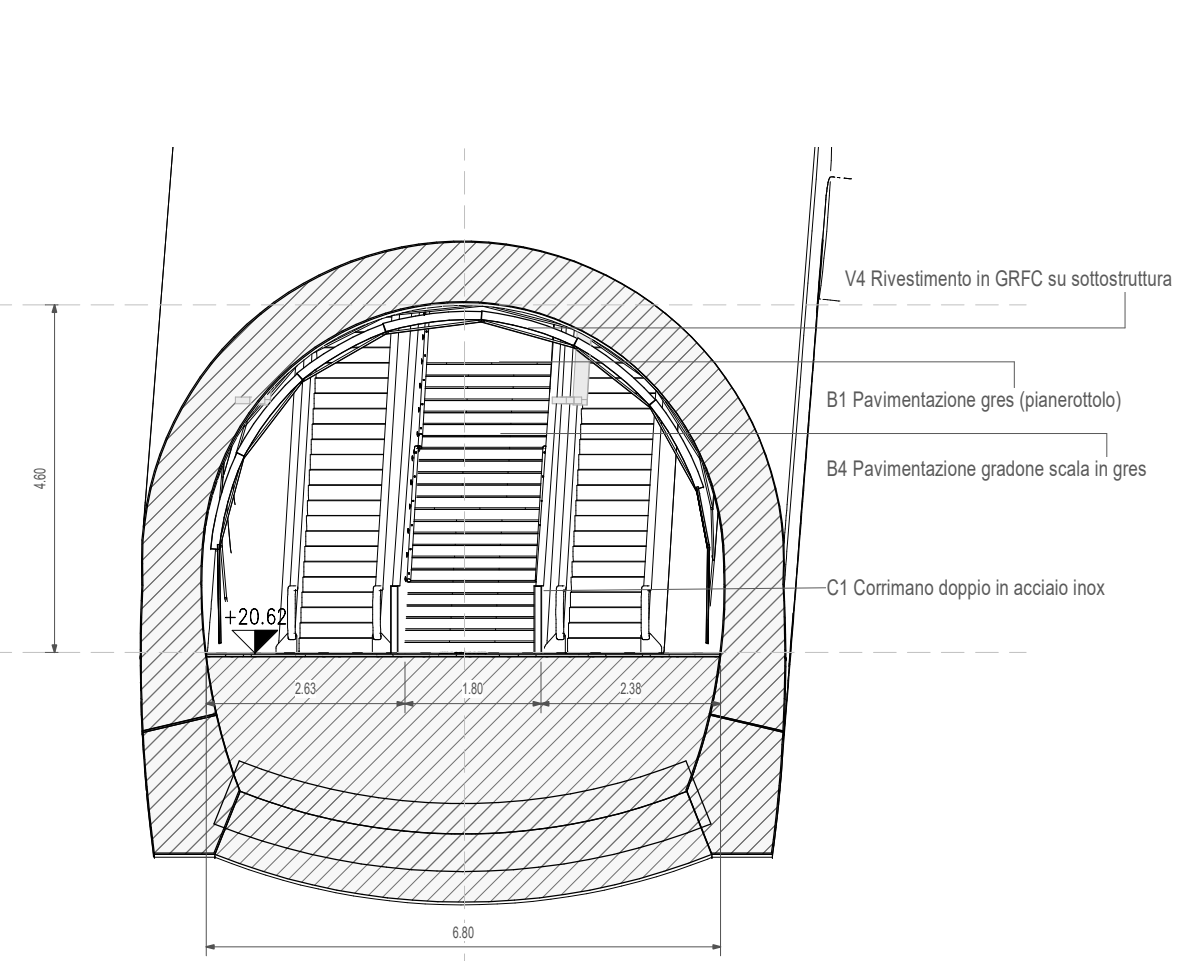 V4 Rivestimento in GRFC su sottostruttura
B1 Pavimentazione gres (pianerottolo)
B4 Pavimentazione gradone scala in gres
4.60
C1 Corrimano doppio in acciaio inox
+20.62
2.63
1.80
2.38
6.80